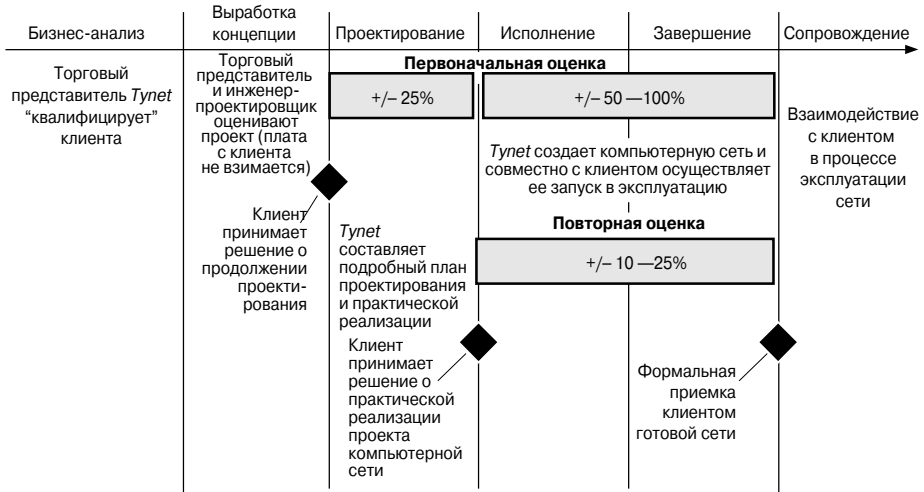 Бизнес-анализ
Выработка
концепции
Проектирование
Исполнение
Завершение
Сопровождение
Торговый
представитель Tynet
“квалифицирует”
клиента
Торговый
представитель
и инженер-
проектировщик
оценивают
проект (плата
с клиента
не взимается)
Клиент
принимает
решение о
продолжении
проекти-
рования
Первоначальная оценка
+/– 25%
+/– 50 —100%
Tynet создает компьютерную сеть и
совместно с клиентом осуществляет
ее запуск в эксплуатацию
Повторная оценка
+/– 10 —25%
Tynet
составляет
подробный план
проектирования
и практической
реализации
Клиент
принимает
решение о
практической
реализации
проекта
компьютерной
сети
Формальная
приемка
клиентом
готовой сети
Взаимодействие
с клиентом
в процессе
эксплуатации
сети